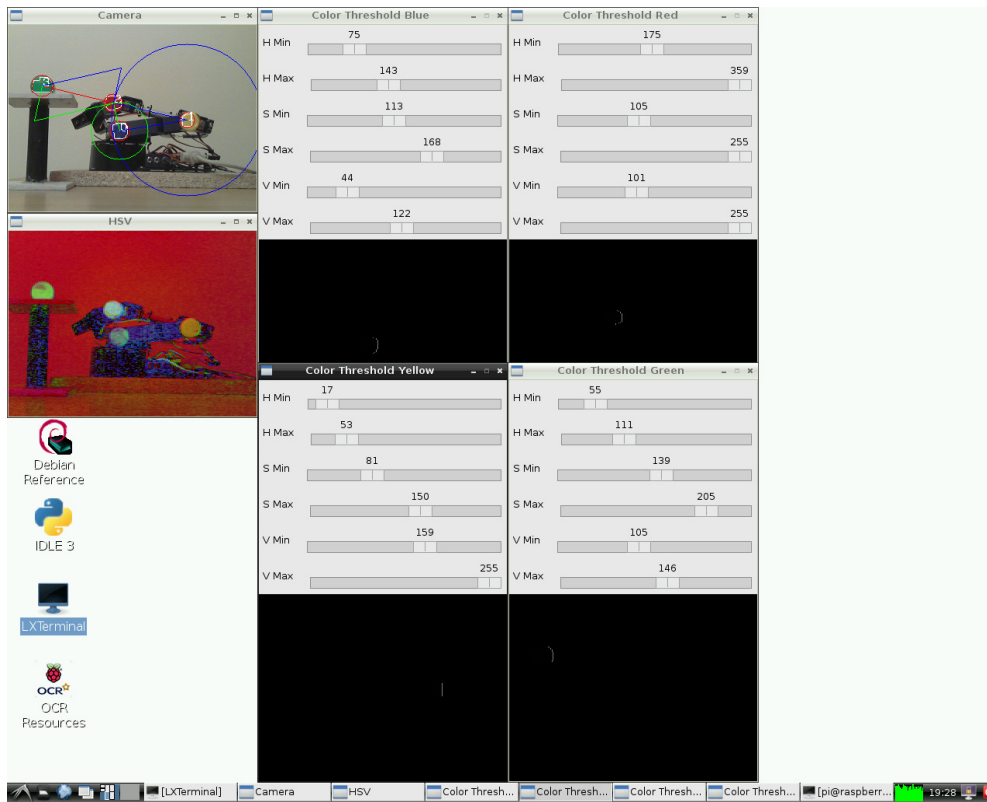 Camera
Color Threshold Blue
H Min 75
H Max 143
S Min 113
S Max 168
V Min 44
V Max 122
Color Threshold Red
H Min 175
H Max 359
S Min 105
S Max 255
V Min 101
V Max 255
HSV
Color Threshold Yellow
H Min 17
H Max 53
S Min 81
S Max 150
V Min 159
V Max 255
Color Threshold Green
H Min 55
H Max 111
S Min 139
S Max 205
V Min 105
V Max 146
Debian
Reference
IDLE 3
LXTerminal
OCR
OCR
Resources
[LXTerminal]
Camera
HSV
Color Thresh...
Color Thresh...
Color Thresh...
Color Thresh...
[pi@raspberr...
19:28